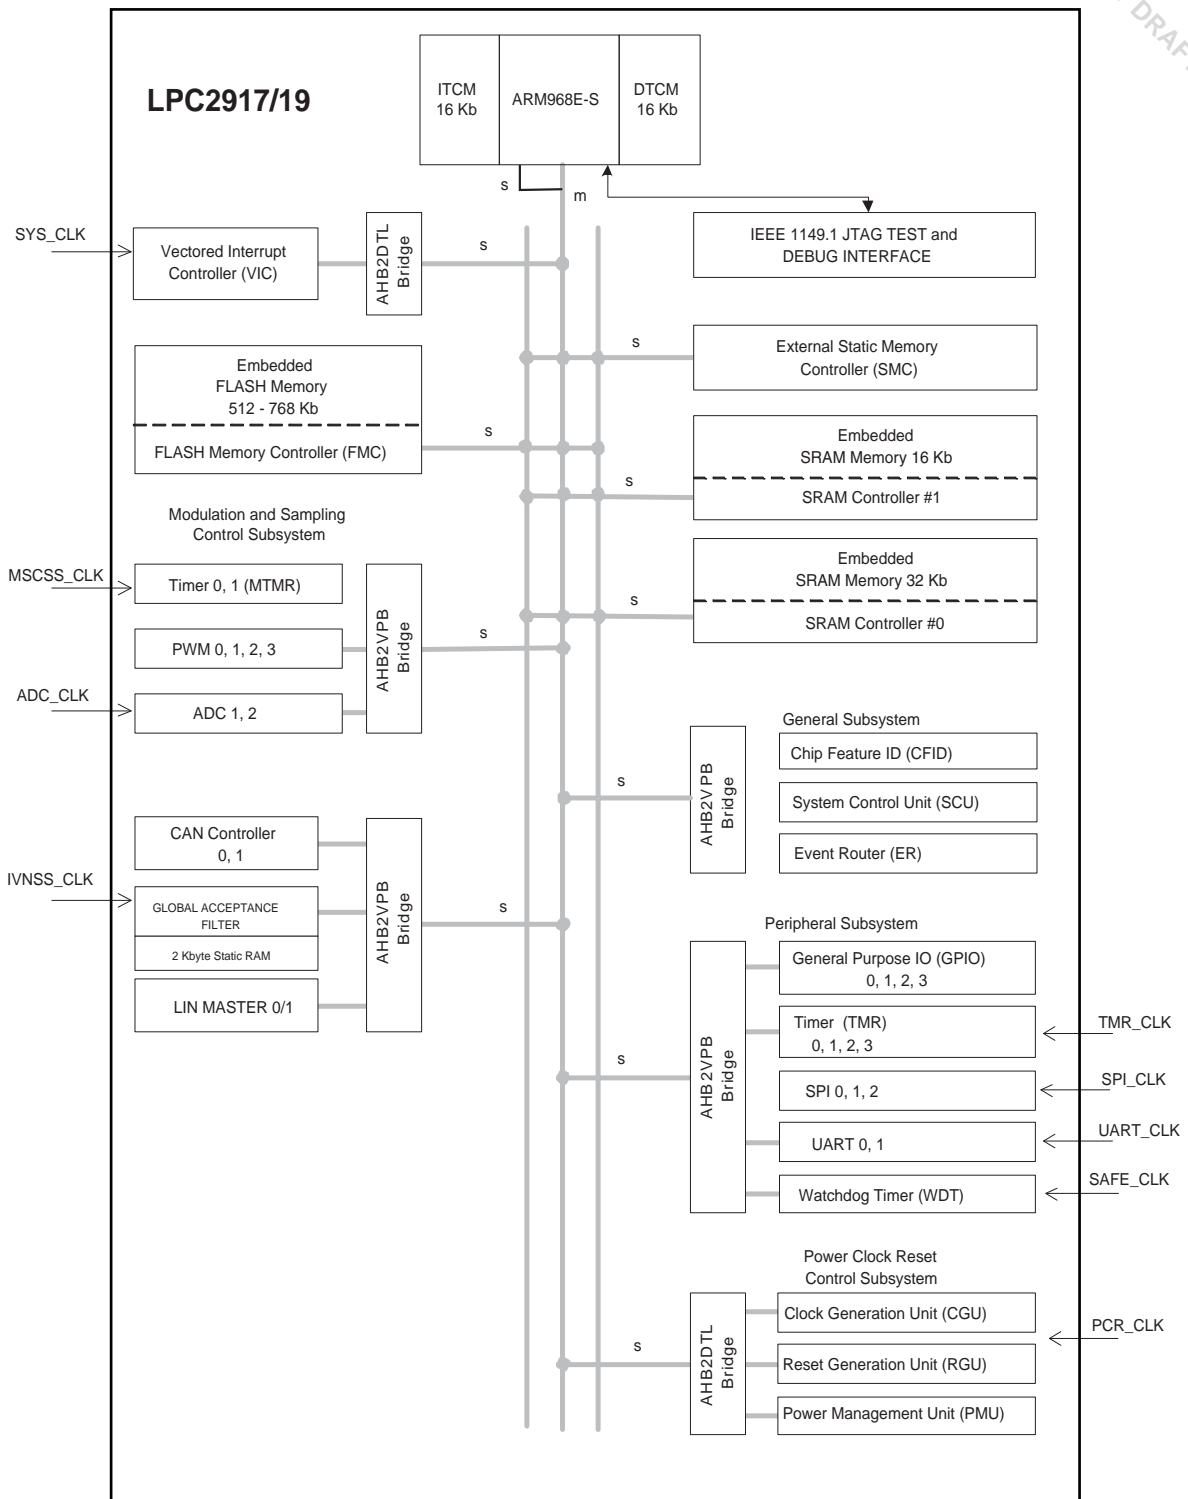 DRAFT
LPC2917/19
ITCM
16 Kb
ARM968E-S
DTCM
16 Kb
s
m
SYS_CLK
Vectored Interrupt
Controller (VIC)
AHB2DTL
Bridge
s
IEEE 1149.1 JTAG TEST and
DEBUG INTERFACE
s
External Static Memory
Controller (SMC)
Embedded
FLASH Memory
512 - 768 Kb
FLASH Memory Controller (FMC)
s
Embedded
SRAM Memory 16 Kb
s
SRAM Controller #1
Modulation and Sampling
Control Subsystem
MSCSS_CLK
Timer 0, 1 (MTMR)
PWM 0, 1, 2, 3
ADC_CLK
ADC 1, 2
AHB2VPB
Bridge
s
Embedded
SRAM Memory 32 Kb
s
SRAM Controller #0
General Subsystem
AHB2VPB
Bridge
s
Chip Feature ID (CFID)
System Control Unit (SCU)
Event Router (ER)
CAN Controller
0, 1
IVNSS_CLK
GLOBAL ACCEPTANCE
FILTER
2 Kbyte Static RAM
LIN MASTER 0/1
AHB2VPB
Bridge
s
Peripheral Subsystem
General Purpose IO (GPIO)
0, 1, 2, 3
Timer (TMR)
0, 1, 2, 3
TMR_CLK
s
AHB2VPB
Bridge
SPI 0, 1, 2
SPI_CLK
UART 0, 1
UART_CLK
Watchdog Timer (WDT)
SAFE_CLK
Power Clock Reset
Control Subsystem
Clock Generation Unit (CGU)
PCR_CLK
s
AHB2DTL
Bridge
Reset Generation Unit (RGU)
Power Management Unit (PMU)